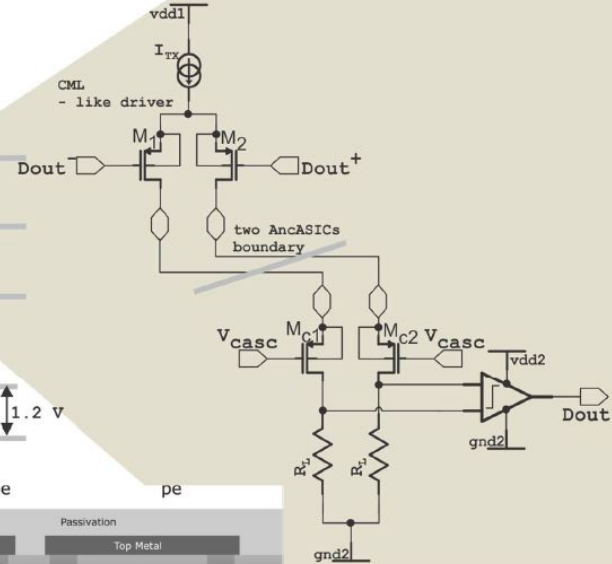 vdd1
I_TX
CML
- like driver
M1
M2
Dout-
Dout+
two AncASICs
boundary
Vcasc
Mc1
Mc2
Vcasc
vdd2
Dout
gnd2
1.2 V
RL
RL
e
pe
Passivation
Top Metal
gnd2